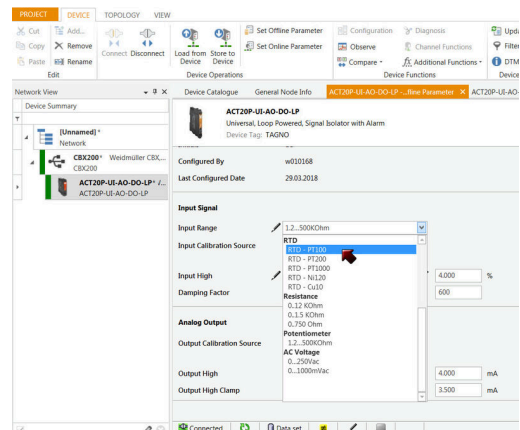 PROJECT DEVICE TOPOLOGY VIEW
Cut Add...
Copy Remove
Paste Rename
Connect Disconnect
Load from Device Store to Device
Set Offline Parameter
Set Online Parameter
Configuration Diagnosis
Observe Channel Functions
Compare Additional Functions
Upda
Filter
DTM
Edit Device Operations Device Functions Device
Network View
Device Catalogue General Node Info ACT20P-UI-AO-DO-LP -...ffline Parameter ACT20P-UI-AO
Device Summary
[Unnamed] *
Network
CBX200* Weidmüller CBX,...
CBX200
ACT20P-UI-AO-DO-LP* /...
ACT20P-UI-AO-DO-LP
ACT20P-UI-AO-DO-LP
Universal, Loop Powered, Signal Isolator with Alarm
Device Tag: TAGNO
Configured By w010168
Last Configured Date 29.03.2018
Input Signal
Input Range 1.2...500KOhm
Input Calibration Source
Input High 4.000 %
Damping Factor 600
RTD
RTD - PT100
RTD - PT200
RTD - PT1000
RTD - Ni120
RTD - Cu10
Resistance
0..12 KOhm
0..1.5 KOhm
0..750 Ohm
Potentiometer
1.2...500KOhm
AC Voltage
0...250Vac
0...1000mVac
Analog Output
Output Calibration Source
Output High 4.000 mA
Output High Clamp 3.500 mA
Connected Data set